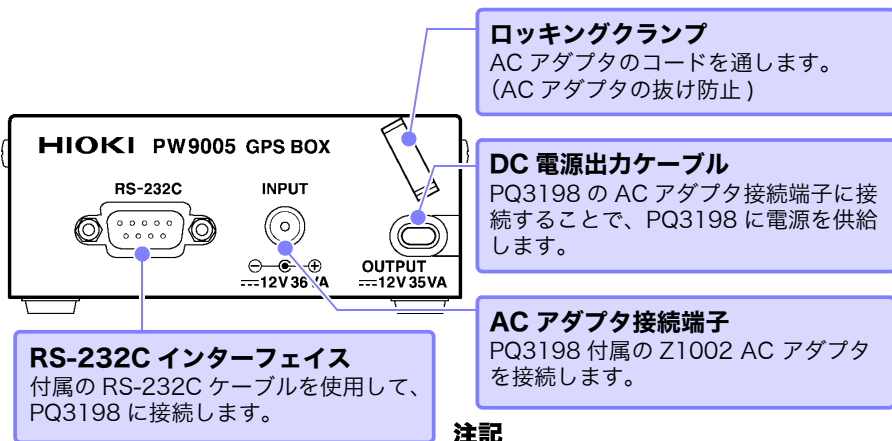 ロッキングクランプ
AC アダプタのコードを通します。
（AC アダプタの抜け防止 )
HIOKI PW9005 GPS BOX
RS-232C
INPUT
⊖ ⊕
⎓12V 36VA
OUTPUT
⎓12V 35VA
DC 電源出力ケーブル
PQ3198 の AC アダプタ接続端子に接
続することで、PQ3198 に電源を供給
します。
AC アダプタ接続端子
PQ3198 付属の Z1002 AC アダプタ
を接続します。
RS-232C インターフェイス
付属の RS-232C ケーブルを使用して、
PQ3198 に接続します。
注記